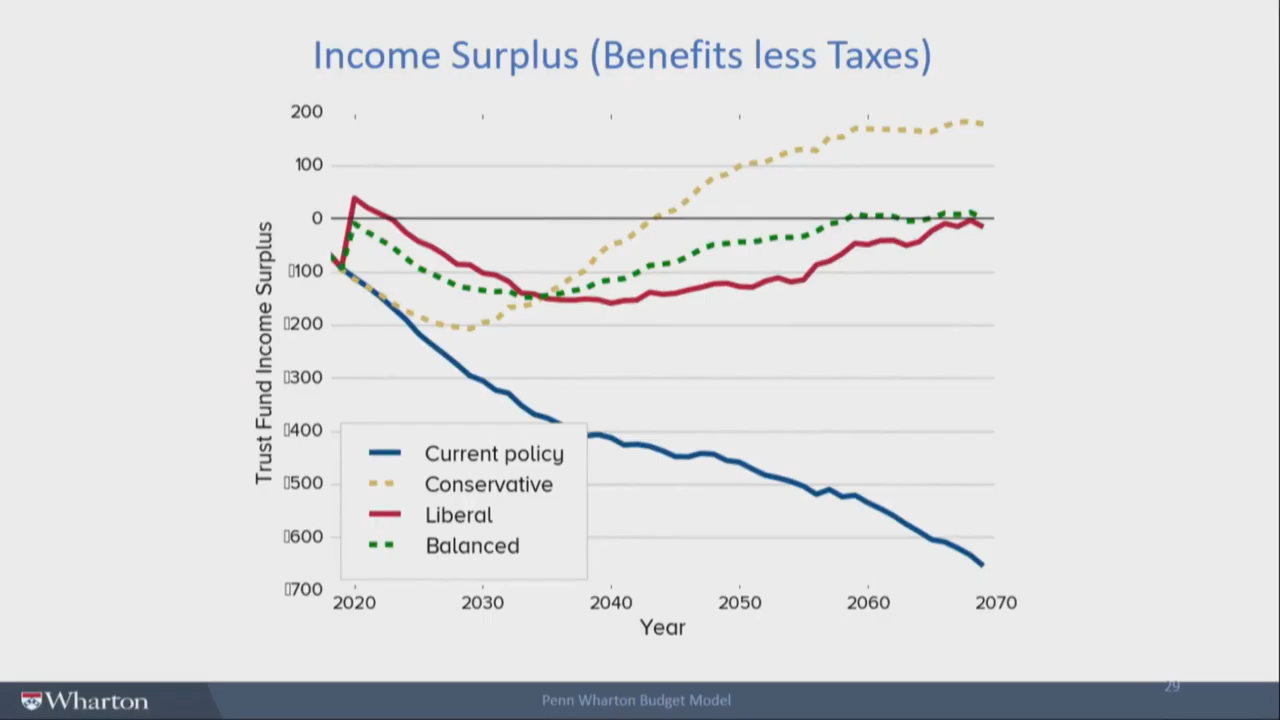 Income Surplus (Benefits less Taxes)
200
100
0
▯100
▯200
▯300
▯400
▯500
▯600
▯700
Trust Fund Income Surplus
Current policy
Conservative
Liberal
Balanced
2020 2030 2040 2050 2060 2070
Year
Wharton
Penn Wharton Budget Model
29